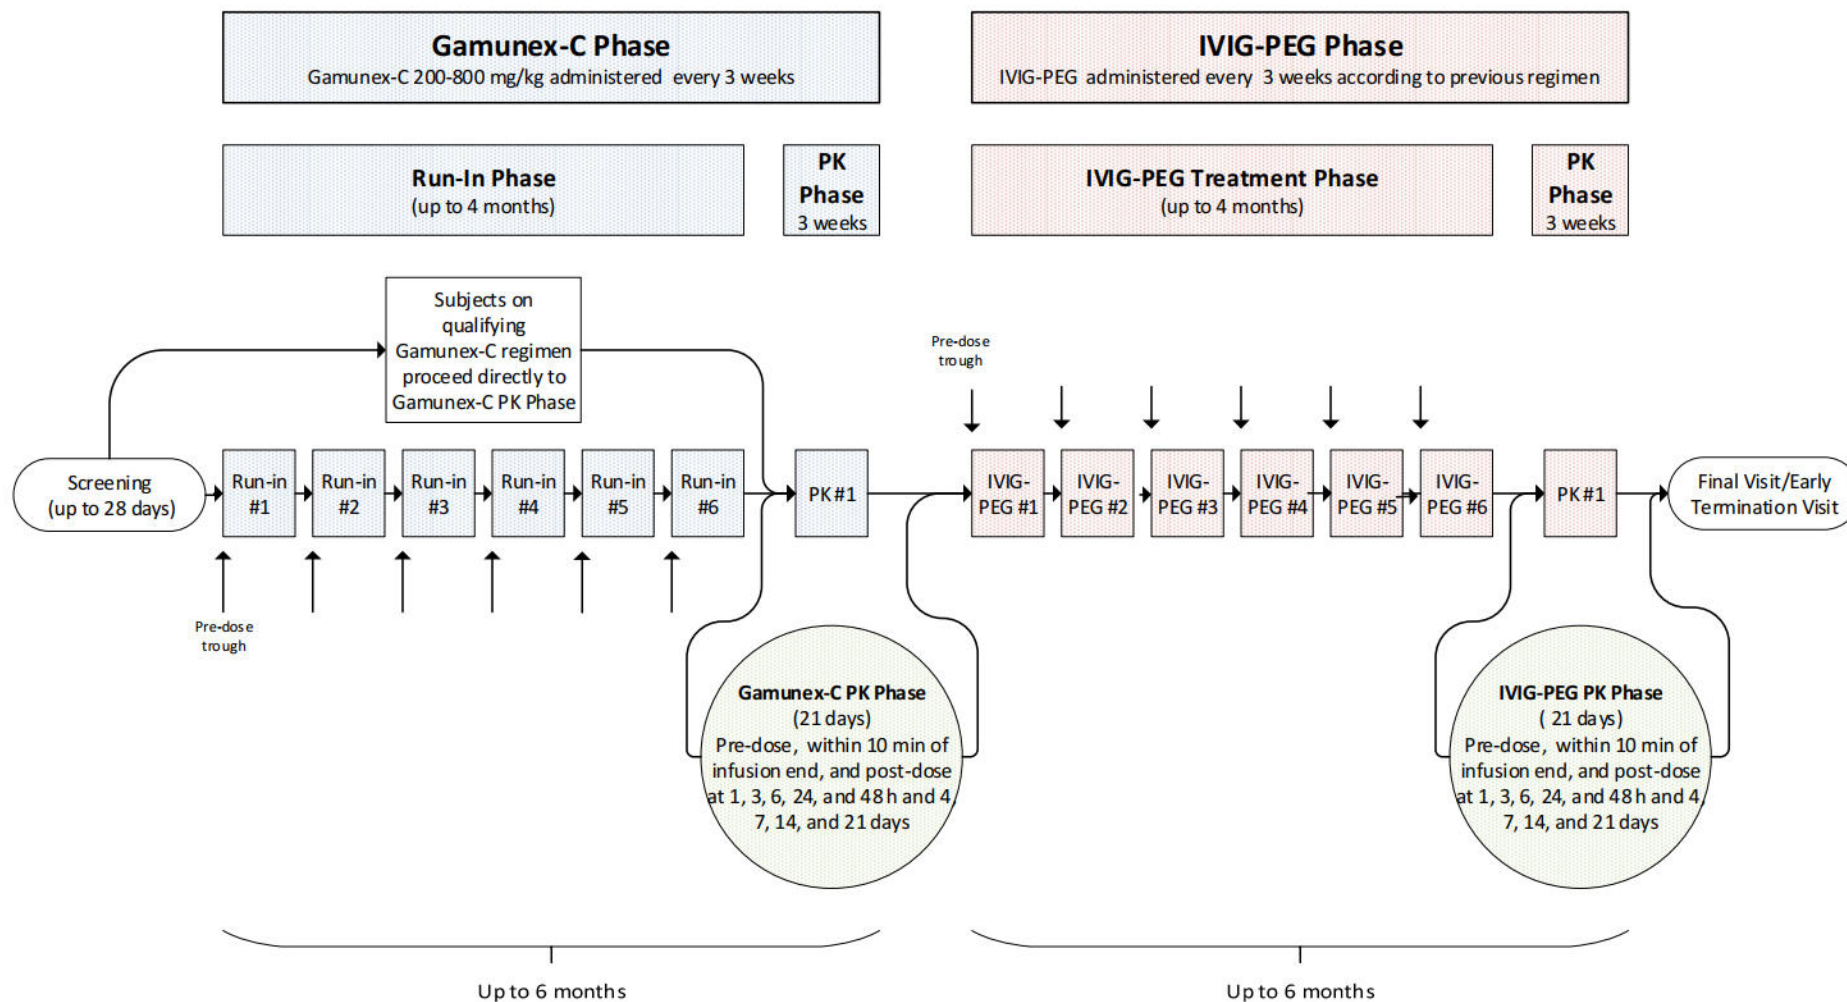 Gamunex-C Phase
Gamunex-C 200-800 mg/kg administered every 3 weeks
IVIG-PEG Phase
IVIG-PEG administered every 3 weeks according to previous regimen
Run-In Phase
(up to 4 months)
PK
Phase
3 weeks
IVIG-PEG Treatment Phase
(up to 4 months)
PK
Phase
3 weeks
Subjects on
qualifying
Gamunex-C regimen
proceed directly to
Gamunex-C PK Phase
Pre-dose
trough
Screening
(up to 28 days)
Run-in
#1
Run-in
#2
Run-in
#3
Run-in
#4
Run-in
#5
Run-in
#6
PK #1
IVIG-
PEG #1
IVIG-
PEG #2
IVIG-
PEG #3
IVIG-
PEG #4
IVIG-
PEG #5
IVIG-
PEG #6
PK #1
Final Visit/Early
Termination Visit
Pre-dose
trough
Gamunex-C PK Phase
(21 days)
Pre-dose, within 10 min of
infusion end, and post-dose
at 1, 3, 6, 24, and 48 h and 4,
7, 14, and 21 days
IVIG-PEG PK Phase
( 21 days)
Pre-dose, within 10 min of
infusion end, and post-dose
at 1, 3, 6, 24, and 48 h and 4,
7, 14, and 21 days
Up to 6 months
Up to 6 months